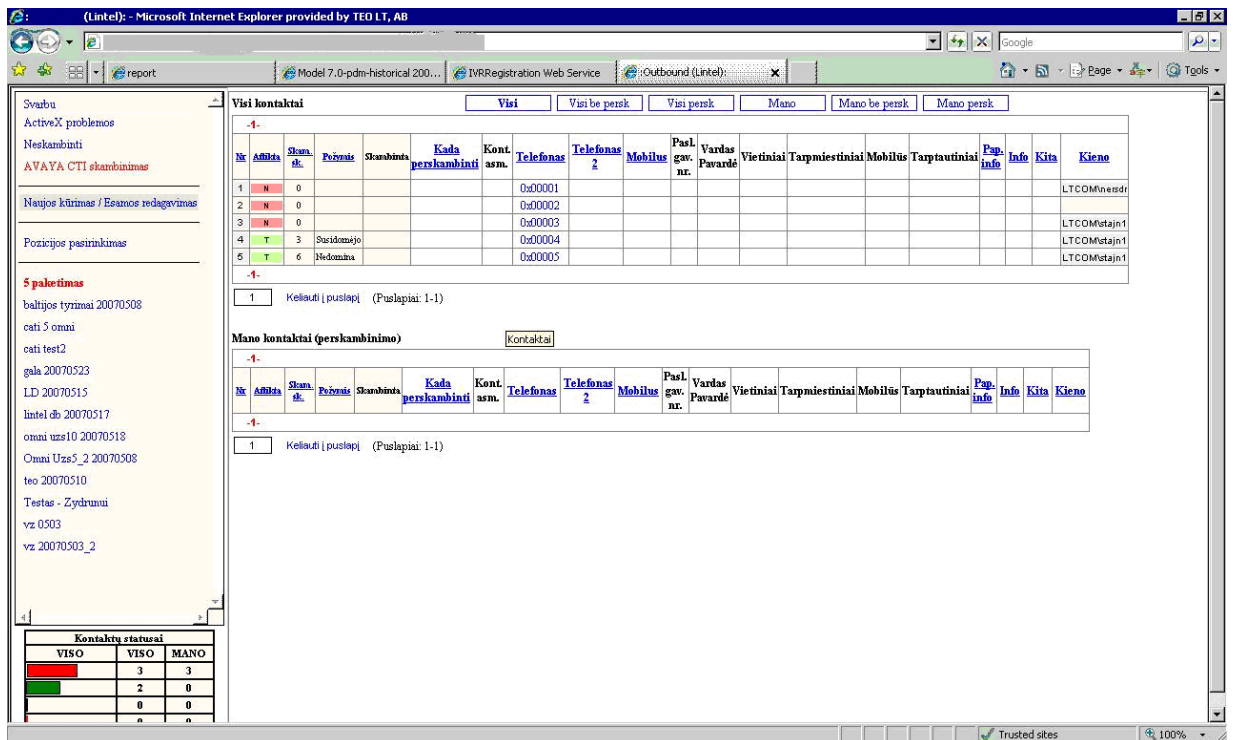 (Lintel): - Microsoft Internet Explorer provided by TEO LT, AB
Google
report
Model 7.0-pdm-historical 200...
IVRRegistration Web Service
:Outbound (Lintel):
Page
Tools
Svarbu
ActiveX problemos
Neskambinti
AVAYA CTI skambinimas
Naujos kūrimas / Esamos redagavimas
Pozicijos pasirinkimas
5 paketimas
baltijos tyrimai 20070508
cati 5 omni
cati test2
gala 20070523
LD 20070515
lintel db 20070517
omni uzs10 20070518
Omni Uzs5_2 20070508
teo 20070510
Testas - Zydrunui
vz 0503
vz 20070503_2
Kontaktų statusai
VISO VISO MANO
3 3
2 0
0 0
0 0
Visi kontaktai
Visi
Visi be persk
Visi persk
Mano
Mano be persk
Mano persk
-1-
Nr Atlikta Skam. sk. Požymis Skambinta Kada perskambinti Kont. asm. Telefonas Telefonas 2 Mobilus Pasl. gav. nr. Vardas Pavardė Vietiniai Tarpmiestiniai Mobilūs Tarptautiniai Pap. info Info Kita Kieno
1 N 0 0x00001 LTCOM\nersdr
2 N 0 0x00002
3 N 0 0x00003 LTCOM\stajn1
4 T 3 Susidomėjo 0x00004 LTCOM\stajn1
5 T 6 Nedomina 0x00005 LTCOM\stajn1
-1-
1 Keliauti į puslapį (Puslapiai: 1-1)
Mano kontaktai (perskambinimo)
Kontaktai
-1-
Nr Atlikta Skam. sk. Požymis Skambinta Kada perskambinti Kont. asm. Telefonas Telefonas 2 Mobilus Pasl. gav. nr. Vardas Pavardė Vietiniai Tarpmiestiniai Mobilūs Tarptautiniai Pap. info Info Kita Kieno
-1-
1 Keliauti į puslapį (Puslapiai: 1-1)
Trusted sites
100%